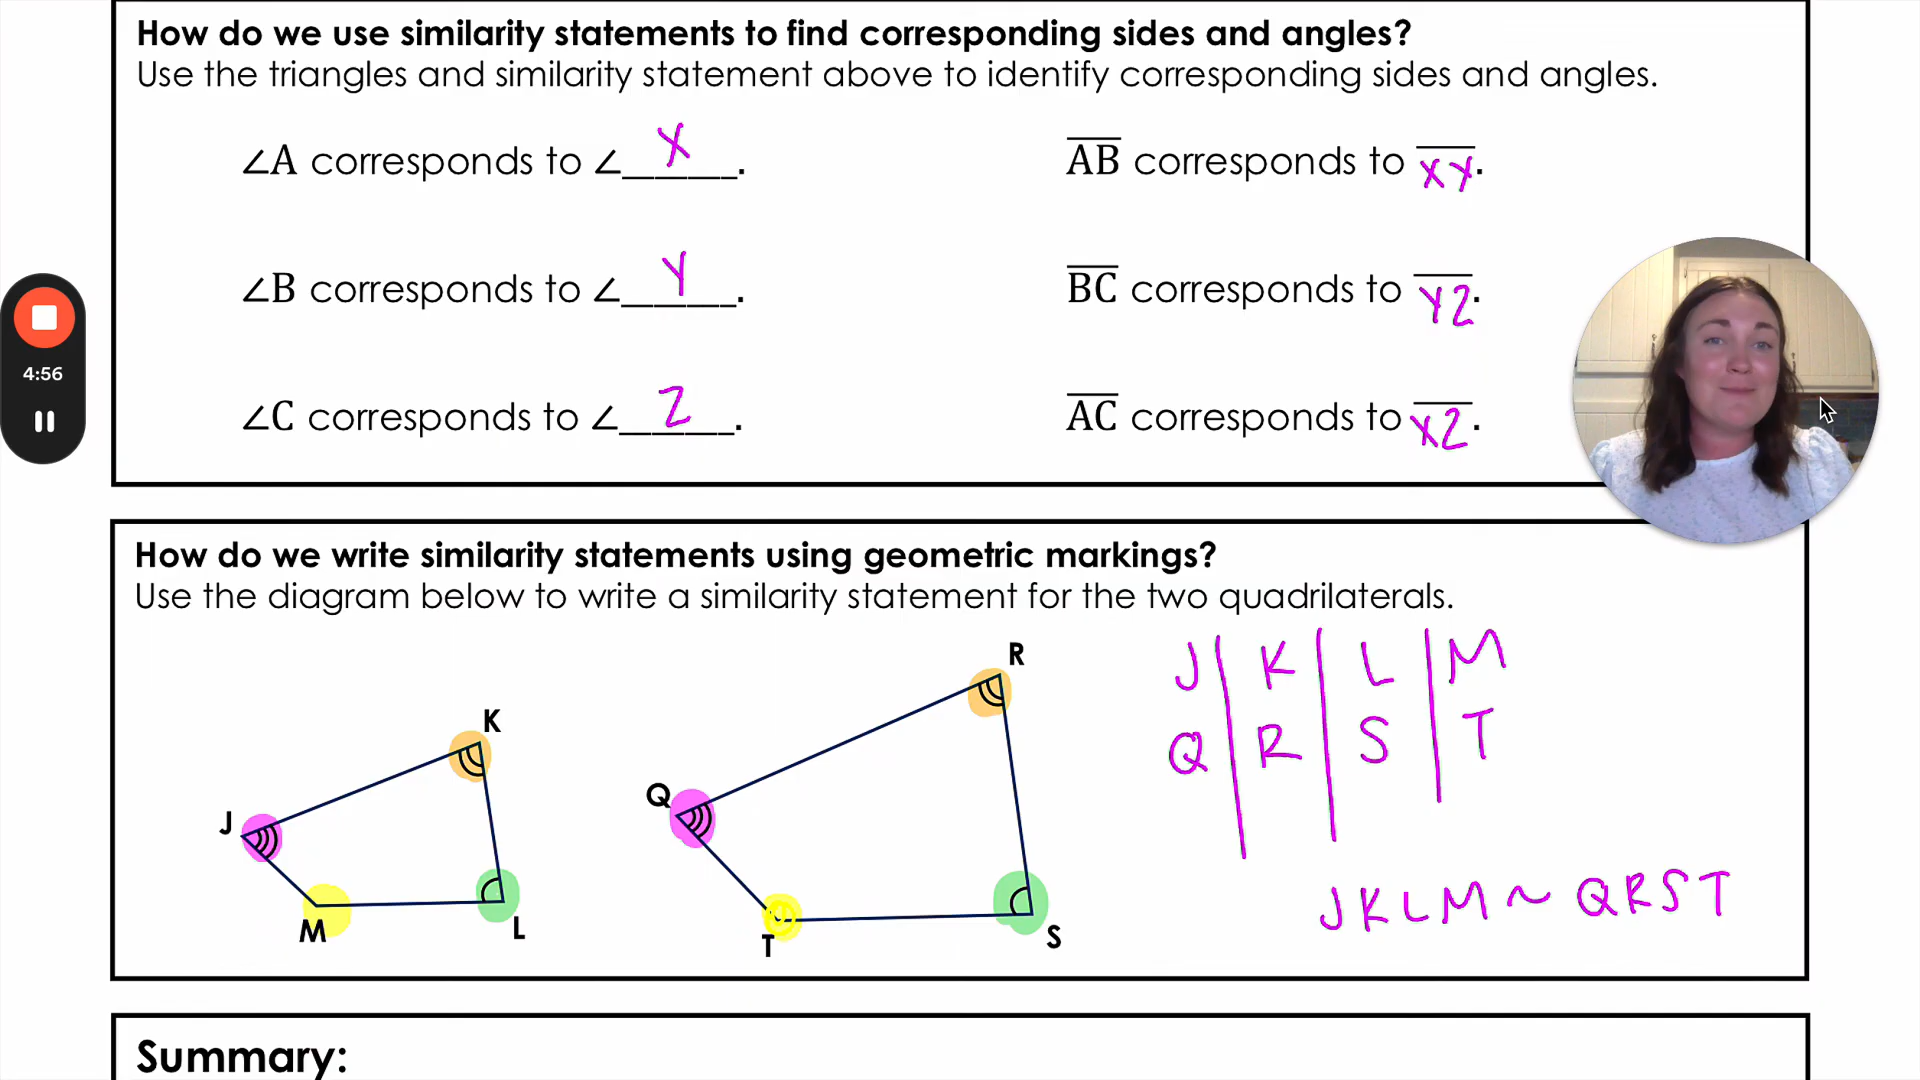 How do we use similarity statements to find corresponding sides and angles?
Use the triangles and similarity statement above to identify corresponding sides and angles.
∠A corresponds to ∠ X.
AB corresponds to XY.
∠B corresponds to ∠ Y.
BC corresponds to YZ.
4:56
∠C corresponds to ∠ Z.
AC corresponds to XZ.
How do we write similarity statements using geometric markings?
Use the diagram below to write a similarity statement for the two quadrilaterals.
R
J K L M
K
Q R S T
Q
J
JKLM ~ QRST
M
L
T
S
Summary: